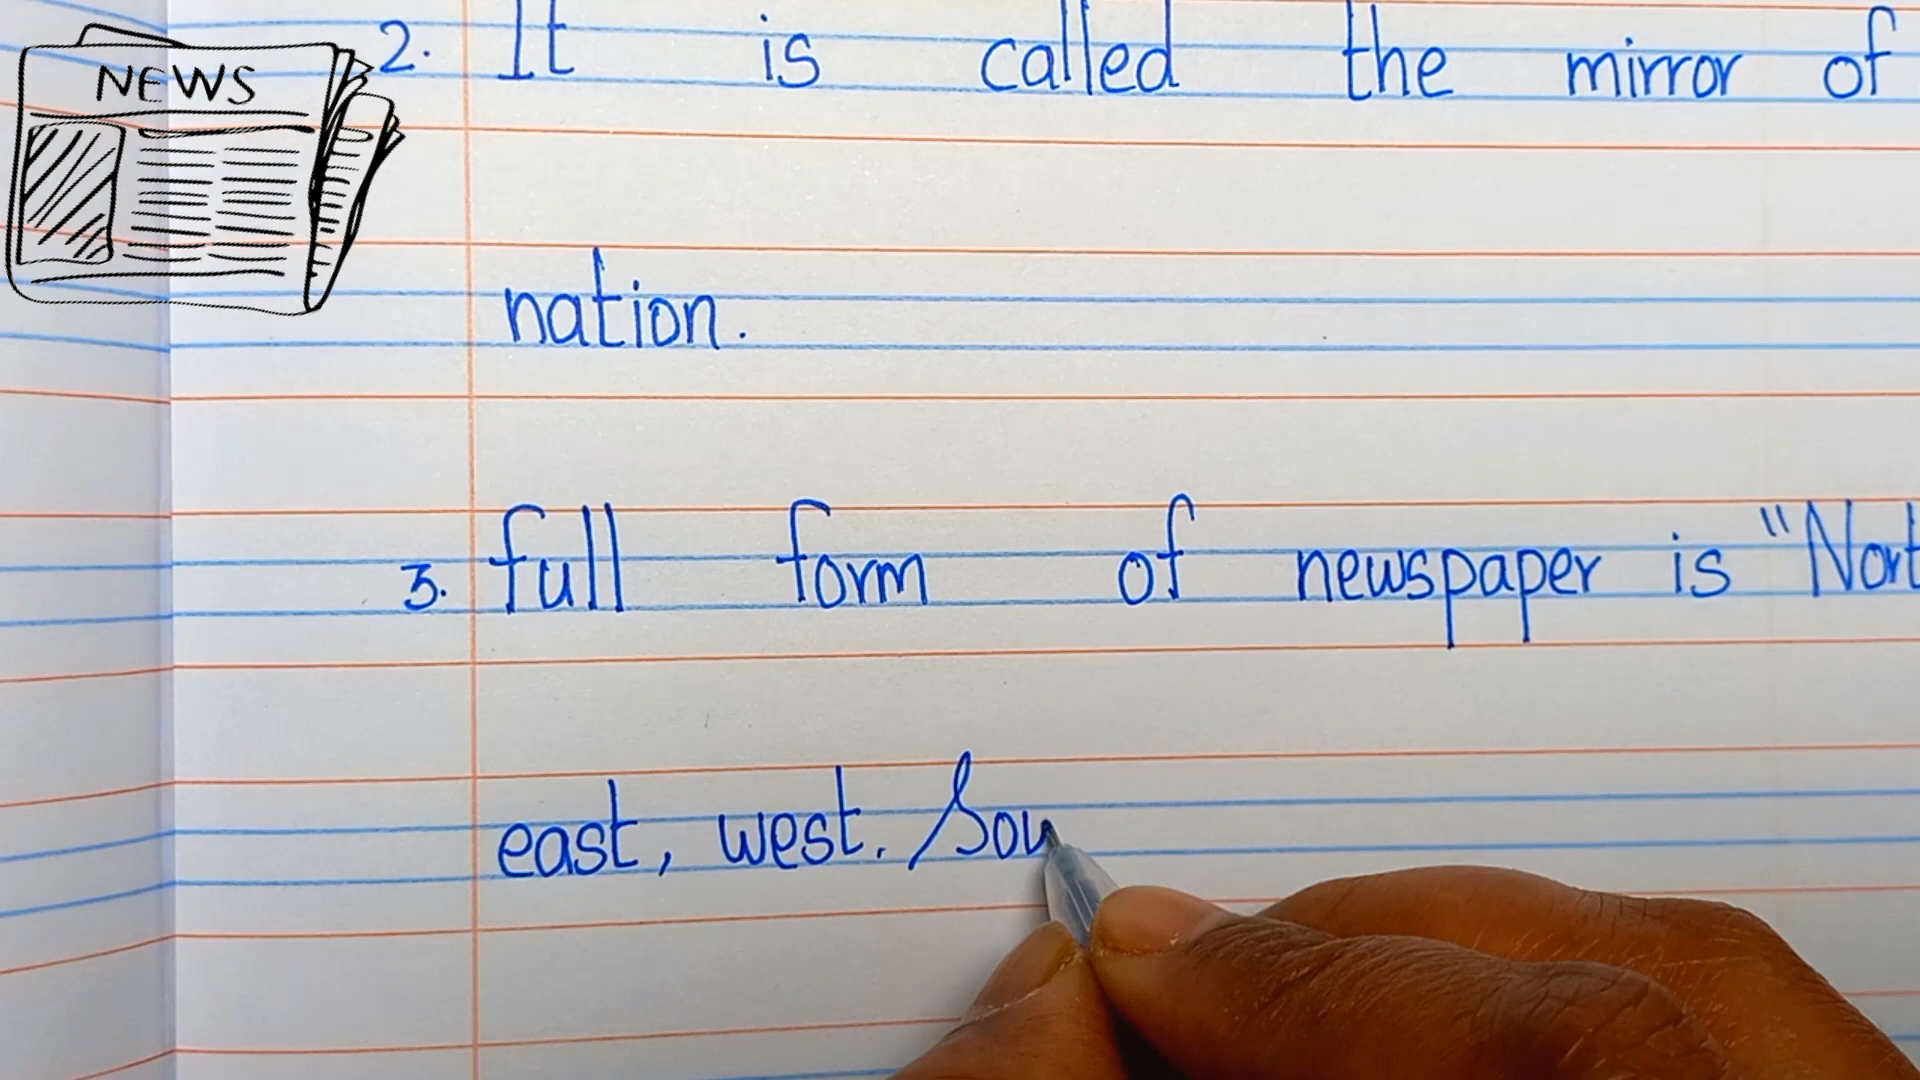 NEWS
2. It is called the mirror of
nation.
3. full form of newspaper is "Nort
east, west. Sou